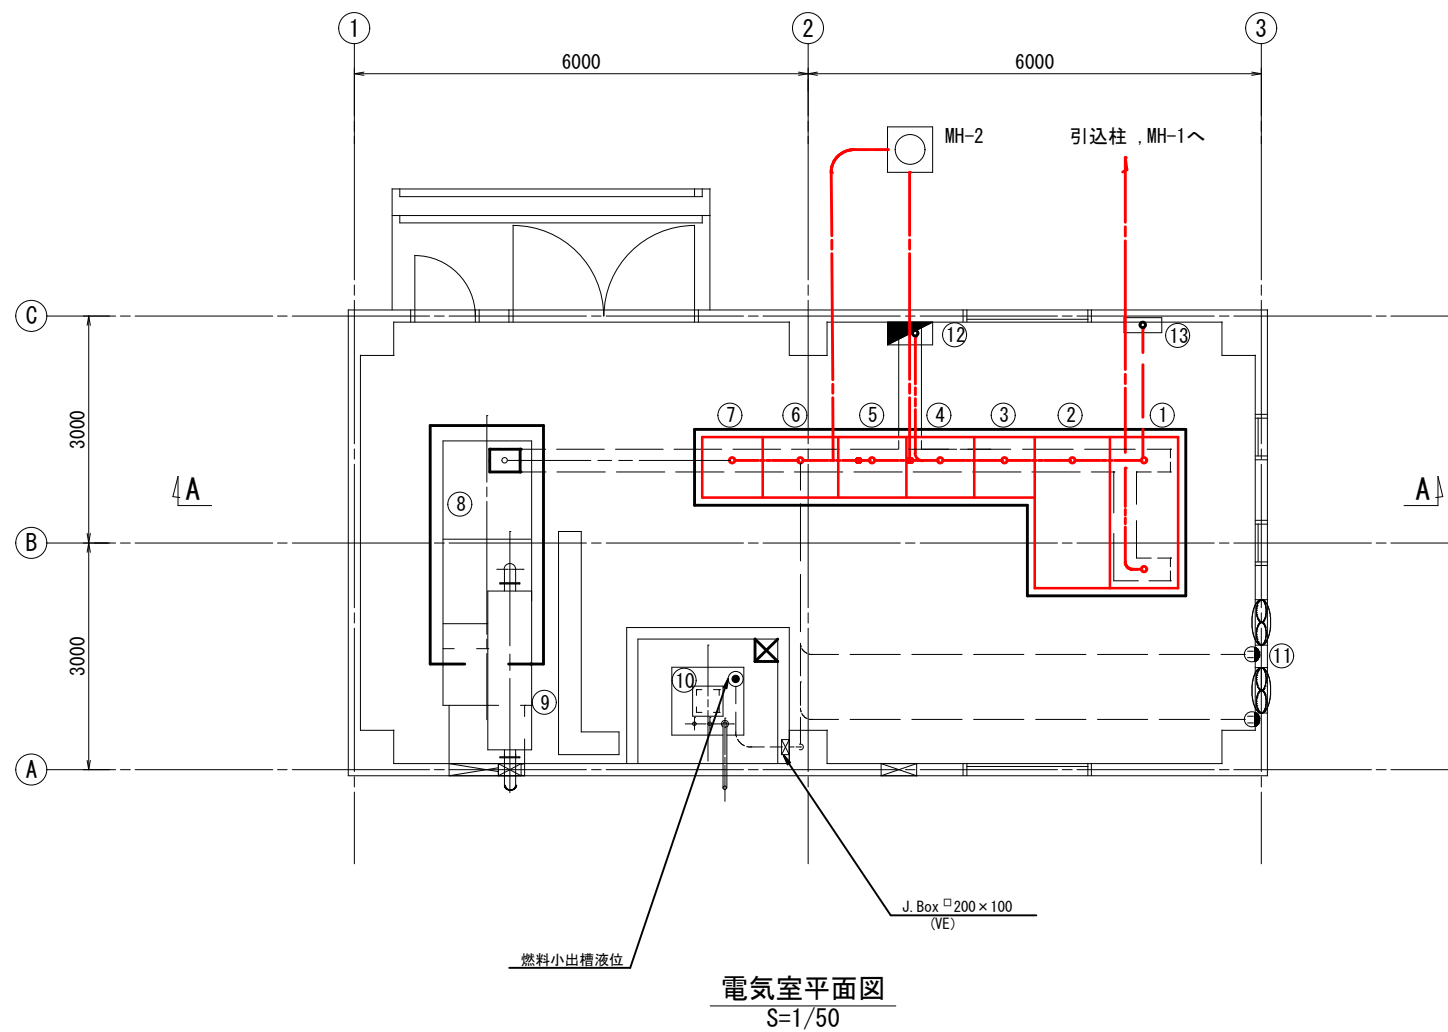 ① ② ③
6000 6000
MH-2
引込柱 ,MH-1へ
Ⓒ
⑫ ⑬
3000
⑦ ⑥ ⑤ ④ ③ ② ①
A A
⑧
Ⓑ
3000
⑪
⑩
⑨
Ⓐ
J.Box □200×100
(VE)
燃料小出槽液位
電気室平面図
S=1/50